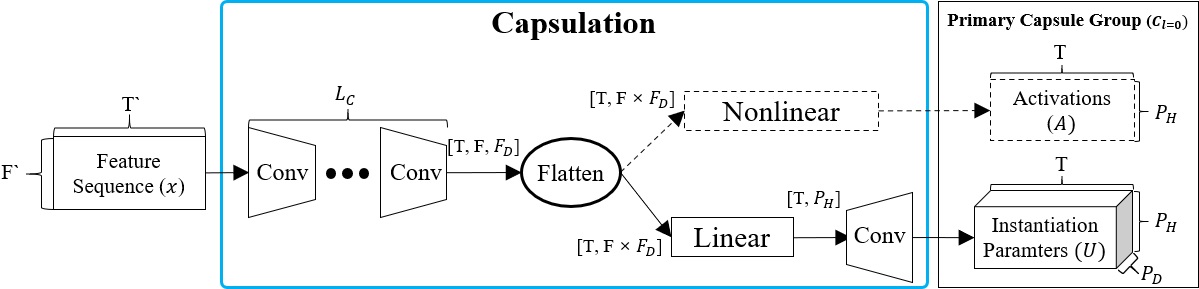 Capsulation
Primary Capsule Group (C_{l=0})
T`
F`
Feature
Sequence (x)
L_C
Conv
Conv
[T, F, F_D]
Flatten
[T, F × F_D]
Nonlinear
[T, F × F_D]
Linear
[T, P_H]
Conv
T
Activations
(A)
P_H
T
Instantiation
Paramters (U)
P_H
P_D